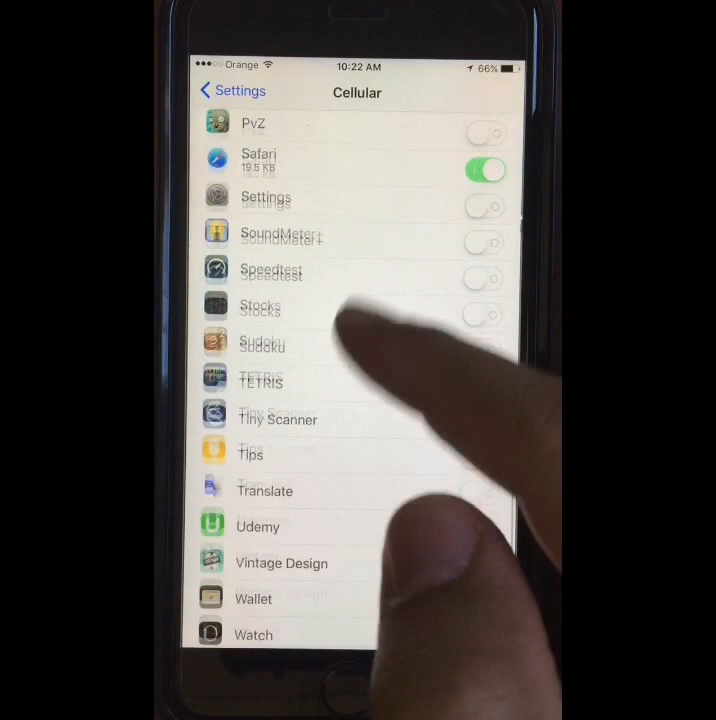 Orange 10:22 AM 66%
Settings Cellular
PvZ
Safari
19.5 KB
Settings
SoundMeter+
Speedtest
Stocks
Sudoku
TETRIS
Tiny Scanner
Tips
Translate
Udemy
Vintage Design
Wallet
Watch